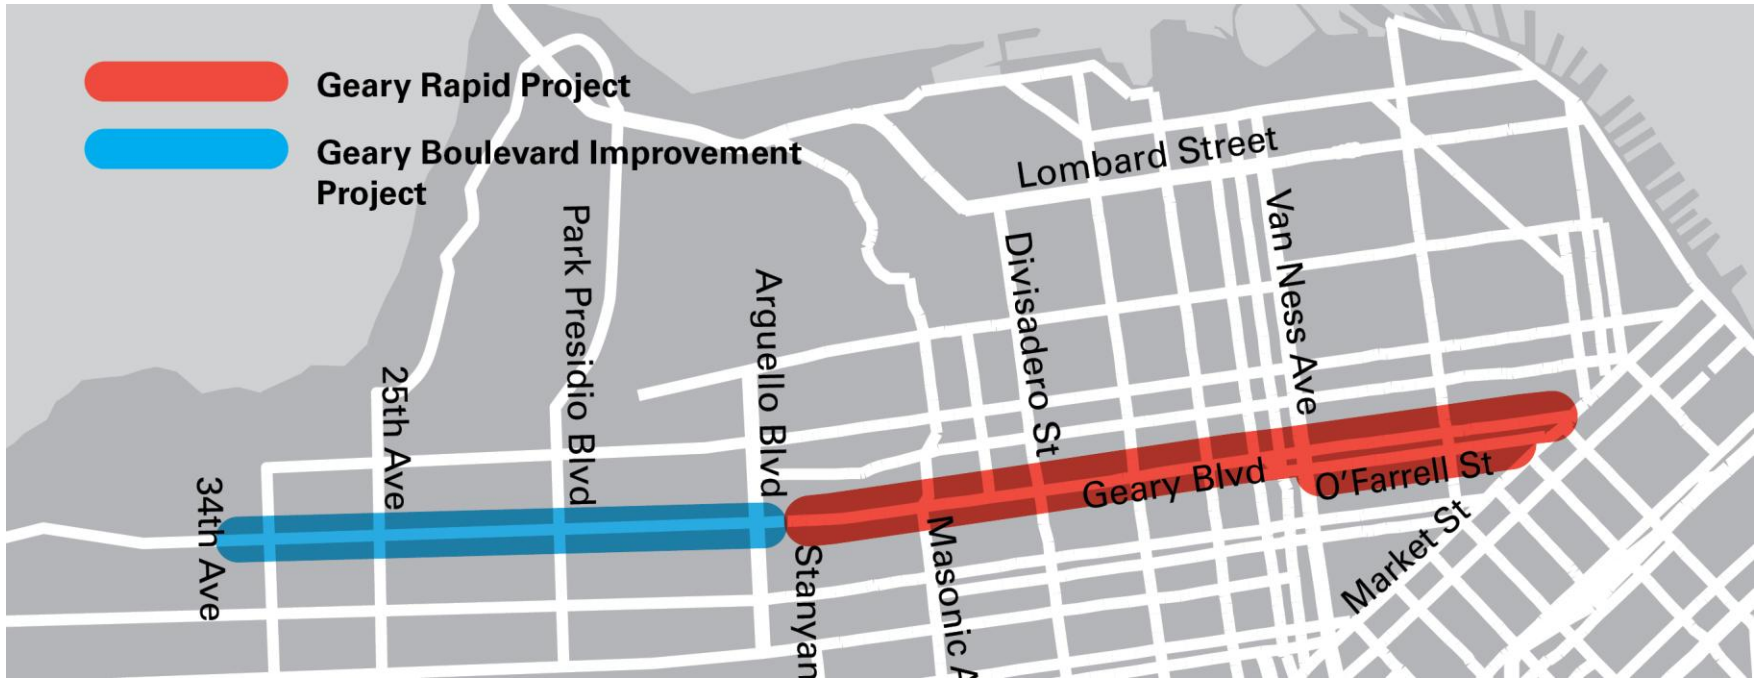 Geary Rapid Project
Geary Boulevard Improvement
Project
Lombard Street
Van Ness Ave
Park Presidio Blvd
Divisadero St
Arguello Blvd
25th Ave
34th Ave
Geary Blvd
O'Farrell St
Market St
Stanyan
Masonic A